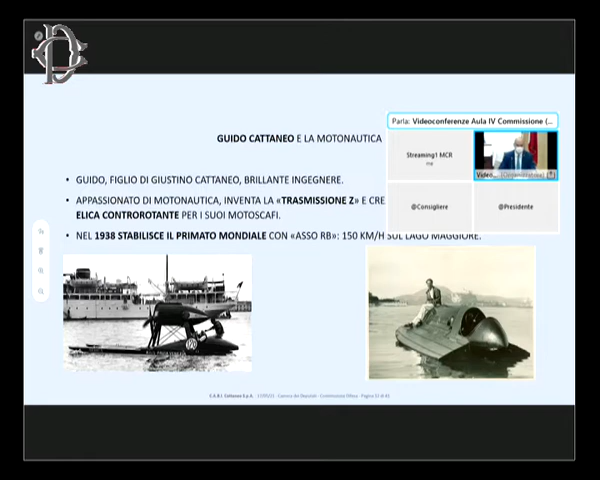 Parla: Videoconferenze Aula IV Commissione (...
GUIDO CATTANEO E LA MOTONAUTICA
Streaming1 MCR
me
@Consigliere
@Presidente
• GUIDO, FIGLIO DI GIUSTINO CATTANEO, BRILLANTE INGEGNERE.
• APPASSIONATO DI MOTONAUTICA, INVENTA LA «TRASMISSIONE Z» E CRE
ELICA CONTROROTANTE PER I SUOI MOTOSCAFI.
• NEL 1938 STABILISCE IL PRIMATO MONDIALE CON «ASSO RB»: 150 KM/H SUL LAGO MAGGIORE.